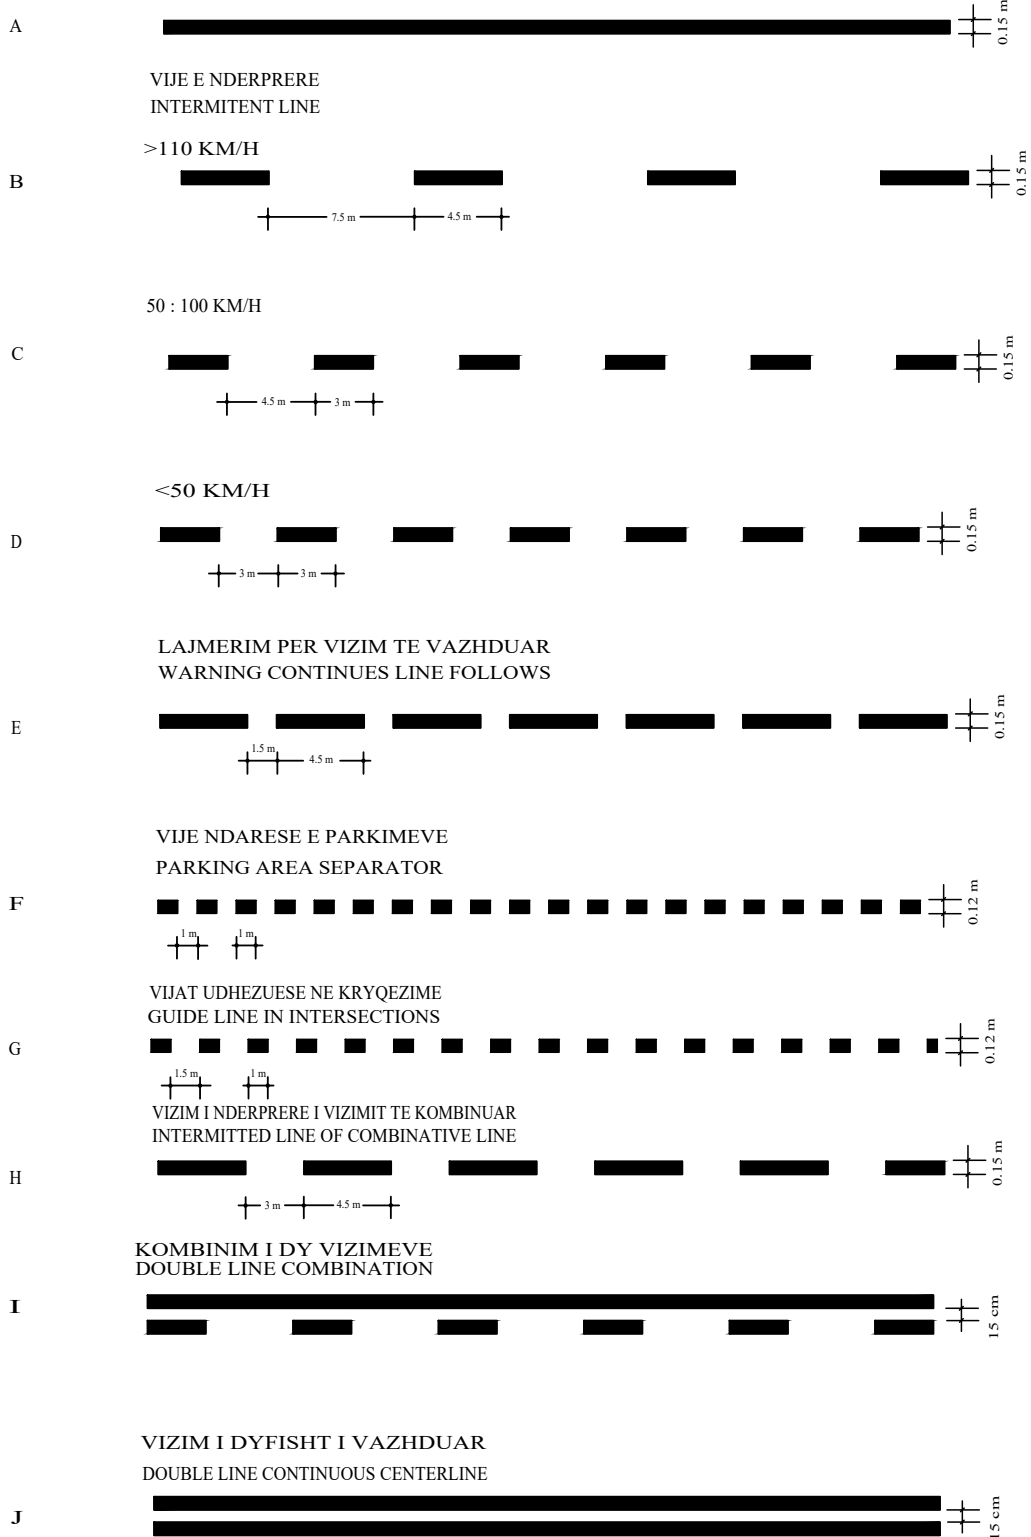 A
0.15 m
VIJE E NDERPRERE
INTERMITENT LINE
>110 KM/H
B
0.15 m
7.5 m
4.5 m
50 : 100 KM/H
C
0.15 m
4.5 m
3 m
<50 KM/H
D
0.15 m
3 m
3 m
LAJMERIM PER VIZIM TE VAZHDUAR
WARNING CONTINUES LINE FOLLOWS
E
0.15 m
1.5 m
4.5 m
VIJE NDARESE E PARKIMEVE
PARKING AREA SEPARATOR
F
0.12 m
1 m
1 m
VIJAT UDHEZUESE NE KRYQEZIME
GUIDE LINE IN INTERSECTIONS
G
0.12 m
1.5 m
1 m
VIZIM I NDERPRERE I VIZIMIT TE KOMBINUAR
INTERMITTED LINE OF COMBINATIVE LINE
H
0.15 m
3 m
4.5 m
KOMBINIM I DY VIZIMEVE
DOUBLE LINE COMBINATION
I
15 cm
VIZIM I DYFISHT I VAZHDUAR
DOUBLE LINE CONTINUOUS CENTERLINE
J
15 cm